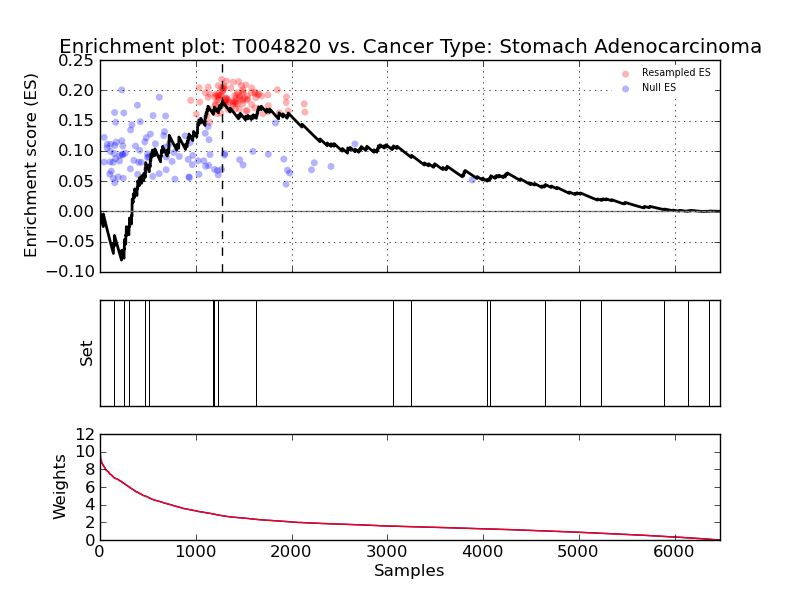 Enrichment plot: T004820 vs. Cancer Type: Stomach Adenocarcinoma
Enrichment score (ES)
0.25
0.20
0.15
0.10
0.05
0.00
−0.05
−0.10
Resampled ES
Null ES
Set
Weights
12
10
8
6
4
2
0
0 1000 2000 3000 4000 5000 6000
Samples